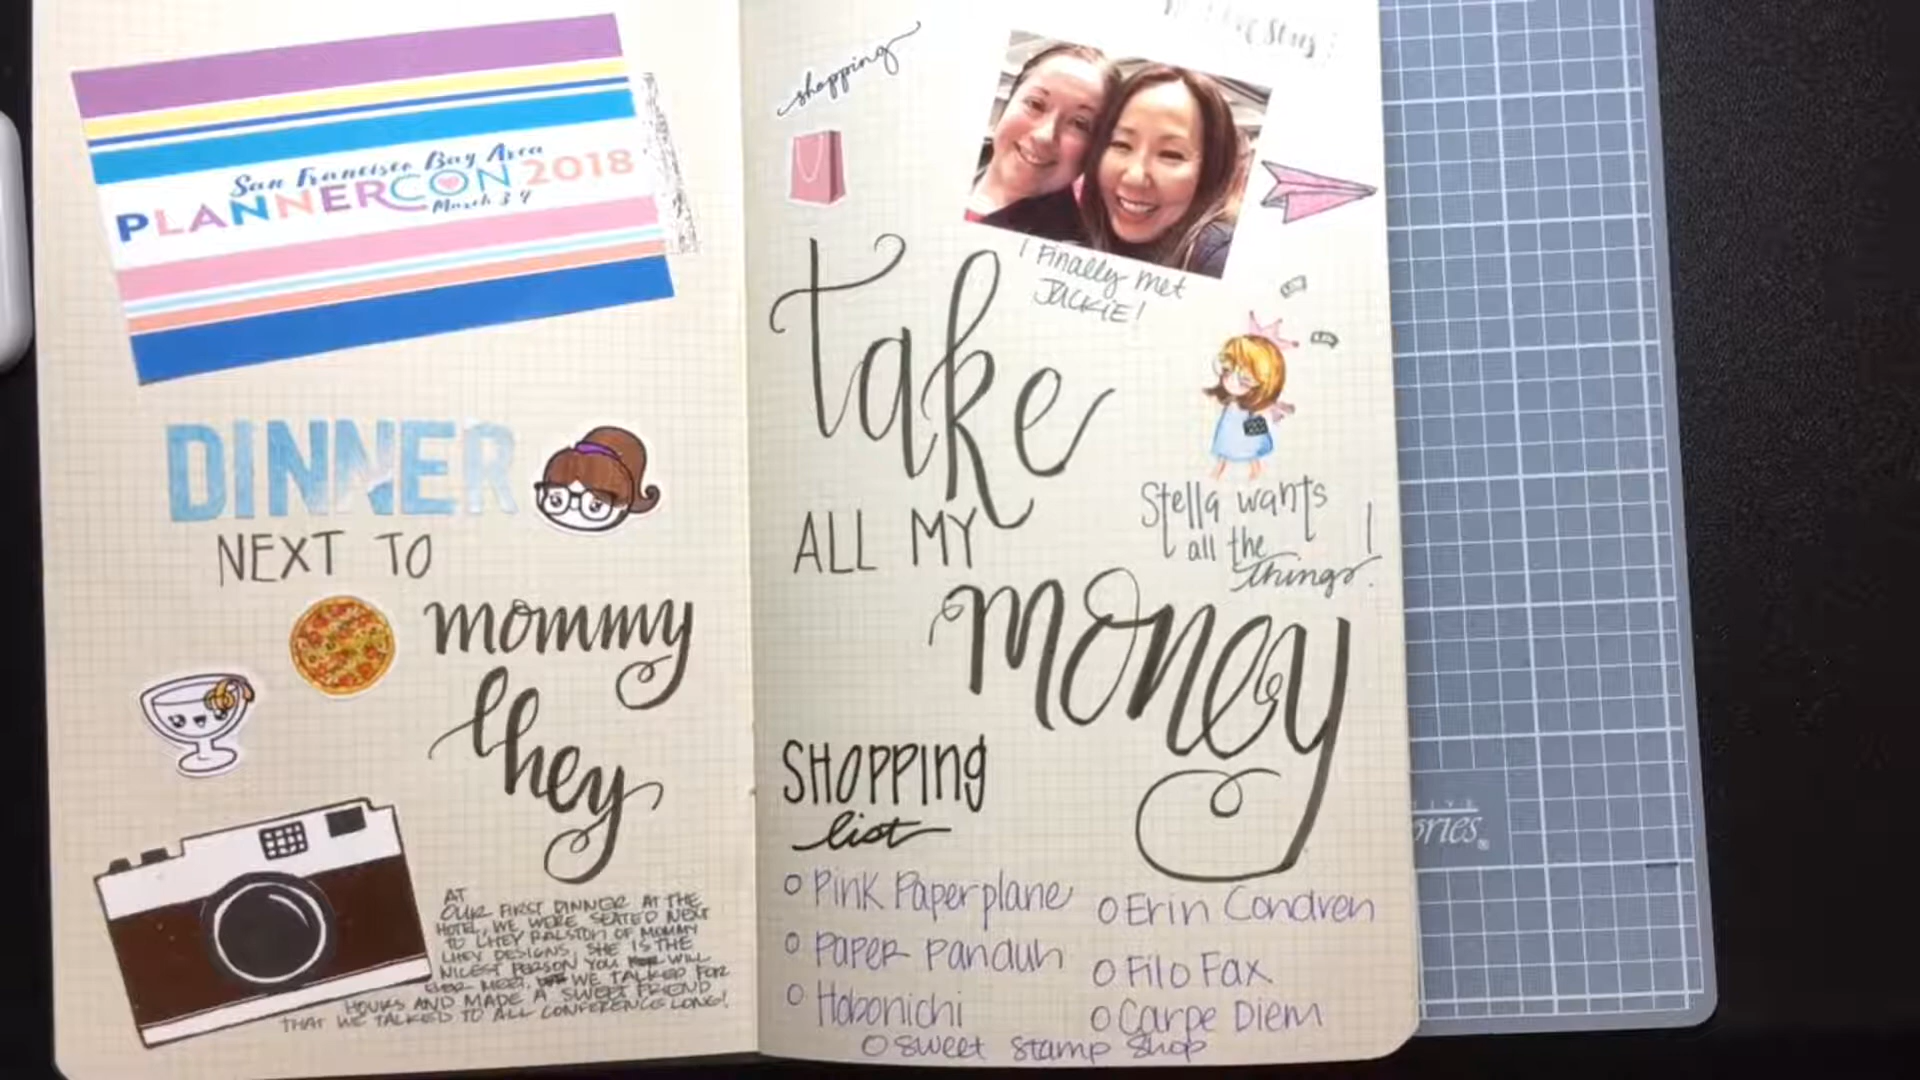 San Francisco Bay Area
PLANNERCON 2018
March 3 4
DINNER
NEXT TO
mommy
lhey
AT
OUR FIRST DINNER AT THE
HOTEL, WE WERE SEATED NEXT
TO LHEY RALSTON OF MOMMY
LHEY DESIGNS. SHE IS THE
NICEST PERSON YOU WILL
EVER MEET. WE TALKED FOR
HOURS AND MADE A SWEET FRIEND
THAT WE TALKED TO ALL CONFERENCE LONG!
shopping
I Finally met
JACKIE!
take
ALL MY
money
Stella wants
all the
things!
SHOPPING
list
O Pink Paperplane
O Paper Panduh
O Hobonichi
O Erin Condren
O Filo Fax
O Carpe Diem
O Sweet Stamp Shop
ories®